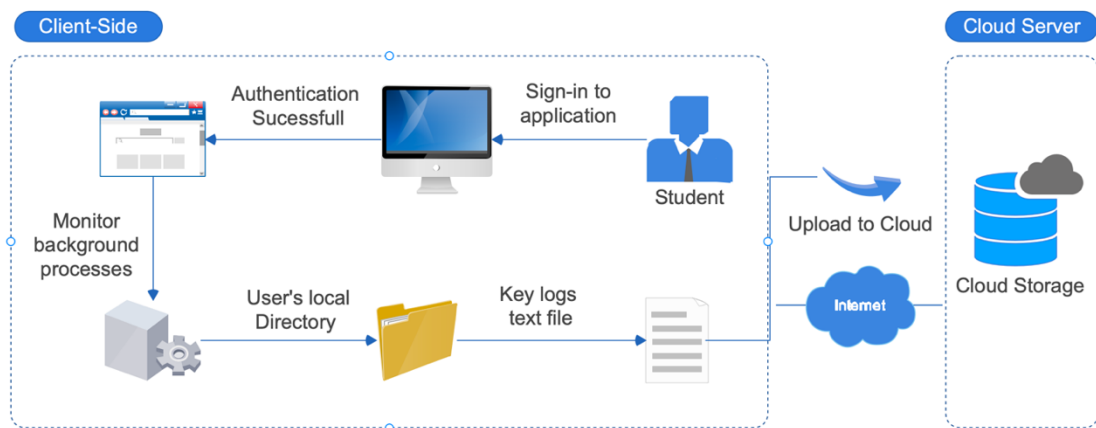 Client-Side
Cloud Server
Authentication
Sucessfull
Sign-in to
application
Student
Monitor
background
processes
Upload to Cloud
User's local
Directory
Key logs
text file
Internet
Cloud Storage